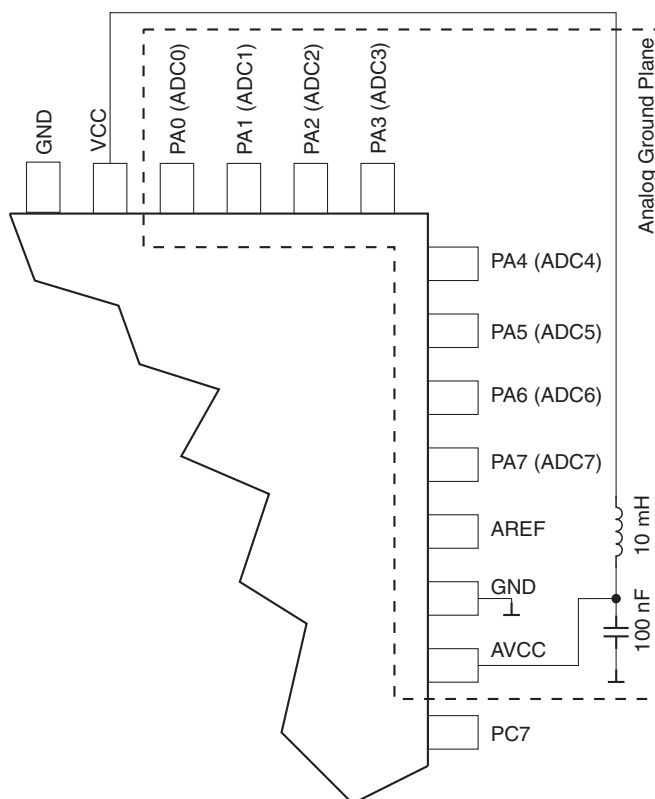 GND
VCC
PA0 (ADC0)
PA1 (ADC1)
PA2 (ADC2)
PA3 (ADC3)
Analog Ground Plane
PA4 (ADC4)
PA5 (ADC5)
PA6 (ADC6)
PA7 (ADC7)
AREF
10 mH
GND
AVCC
100 nF
PC7